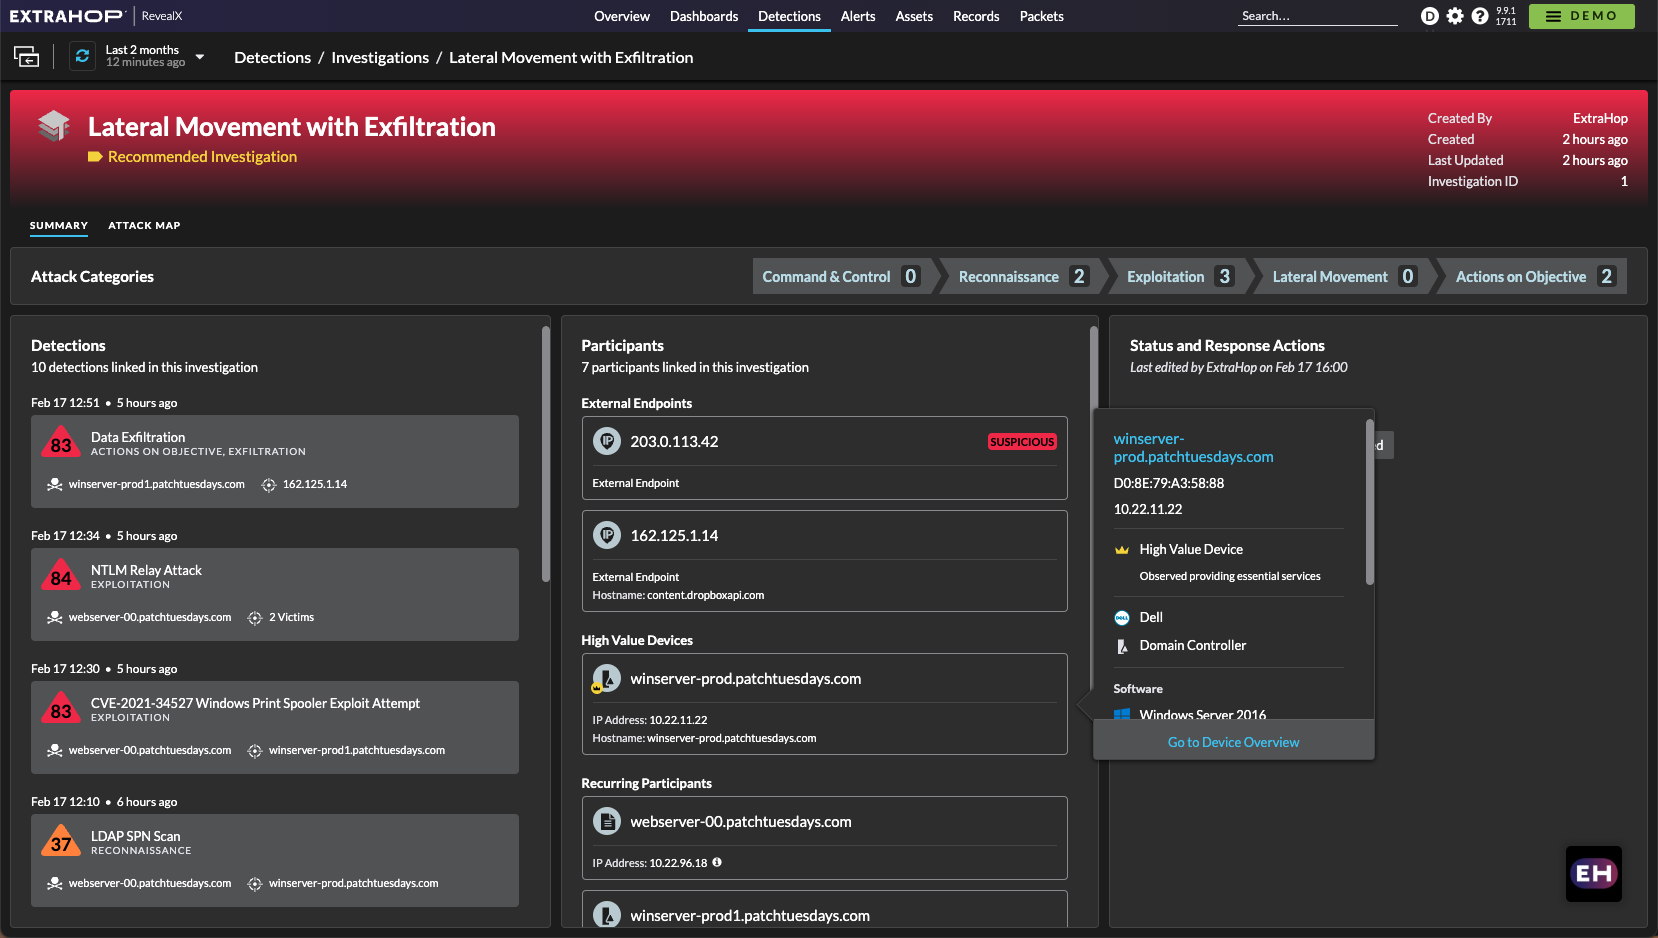 EXTRAHOP RevealX
Overview Dashboards Detections Alerts Assets Records Packets
Search...
D
9.9.1
1711
DEMO
Last 2 months
12 minutes ago
Detections / Investigations / Lateral Movement with Exfiltration
Lateral Movement with Exfiltration
Recommended Investigation
Created By ExtraHop
Created 2 hours ago
Last Updated 2 hours ago
Investigation ID 1
SUMMARY ATTACK MAP
Attack Categories
Command & Control 0
Reconnaissance 2
Exploitation 3
Lateral Movement 0
Actions on Objective 2
Detections
10 detections linked in this investigation
Feb 17 12:51 • 5 hours ago
83
Data Exfiltration
ACTIONS ON OBJECTIVE, EXFILTRATION
winserver-prod1.patchtuesdays.com 162.125.1.14
Feb 17 12:34 • 5 hours ago
84
NTLM Relay Attack
EXPLOITATION
webserver-00.patchtuesdays.com 2 Victims
Feb 17 12:30 • 5 hours ago
83
CVE-2021-34527 Windows Print Spooler Exploit Attempt
EXPLOITATION
webserver-00.patchtuesdays.com winserver-prod1.patchtuesdays.com
Feb 17 12:10 • 6 hours ago
37
LDAP SPN Scan
RECONNAISSANCE
webserver-00.patchtuesdays.com winserver-prod.patchtuesdays.com
Participants
7 participants linked in this investigation
External Endpoints
IP 203.0.113.42 SUSPICIOUS
External Endpoint
IP 162.125.1.14
External Endpoint
Hostname: content.dropboxapi.com
High Value Devices
winserver-prod.patchtuesdays.com
IP Address: 10.22.11.22
Hostname: winserver-prod.patchtuesdays.com
Recurring Participants
webserver-00.patchtuesdays.com
IP Address: 10.22.96.18
winserver-prod1.patchtuesdays.com
Status and Response Actions
Last edited by ExtraHop on Feb 17 16:00
ed
winserver-
prod.patchtuesdays.com
D0:8E:79:A3:58:88
10.22.11.22
High Value Device
Observed providing essential services
DELL Dell
Domain Controller
Software
Windows Server 2016
Go to Device Overview
EH